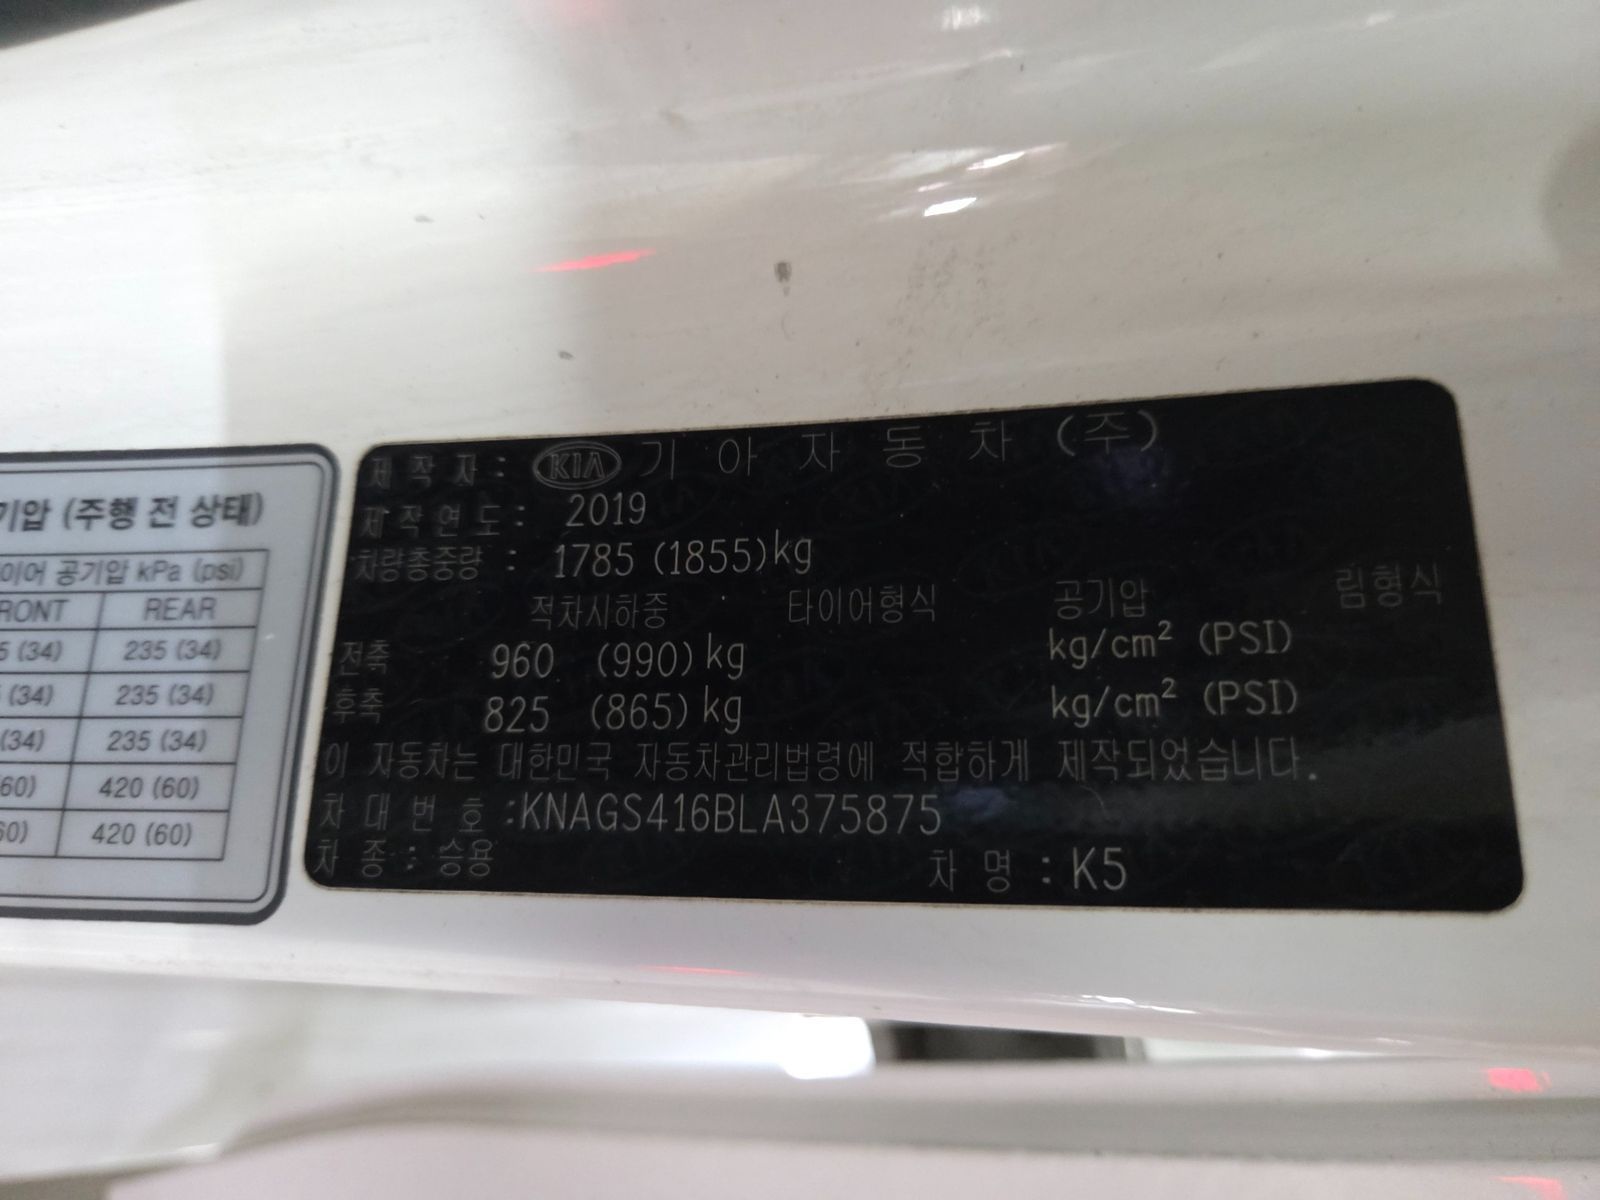 기압 (주행 전 상태)
이어 공기압 kPa (psi)
RONT REAR
5 (34) 235 (34)
(34) 235 (34)
(34) 235 (34)
60) 420 (60)
60) 420 (60)
제작자: KIA 기아자동차(주)
제작연도: 2019
차량총중량: 1785 (1855)kg
적차시하중 타이어형식 공기압 림형식
전축 960 (990)kg kg/cm² (PSI)
후축 825 (865)kg kg/cm² (PSI)
이 자동차는 대한민국 자동차관리법령에 적합하게 제작되었습니다.
차대번호:KNAGS416BLA375875
차종:승용 차명:K5